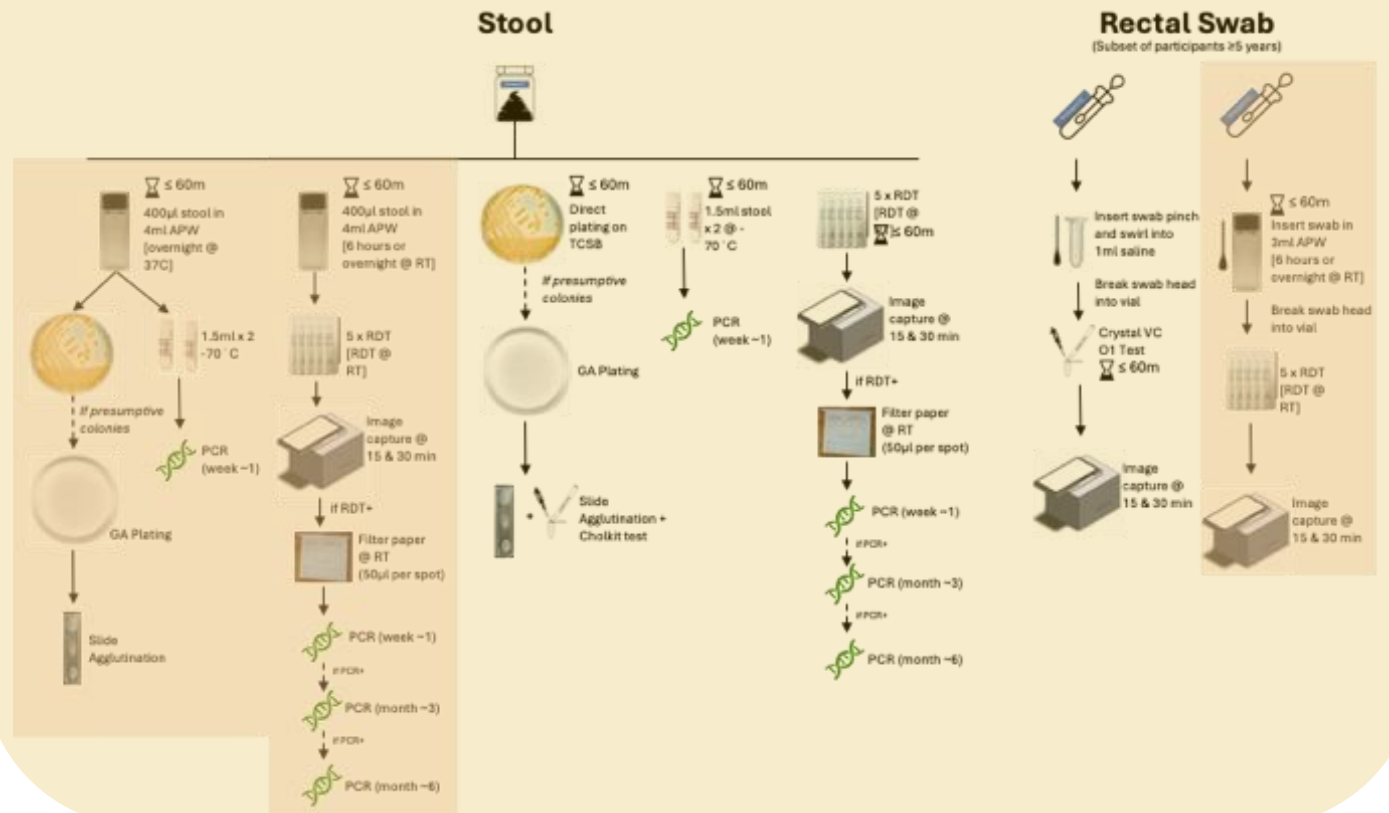 Stool
Rectal Swab
(Subset of participants ≥5 years)
≤ 60m
400µl stool in
4ml APW
[overnight @
37C]
1.5ml x 2
-70°C
If presumptive
colonies
PCR
(week ~1)
GA Plating
Slide
Agglutination
≤ 60m
400µl stool in
4ml APW
[6 hours or
overnight @ RT]
5 x RDT
[RDT @
RT]
Image
capture @
15 & 30 min
if RDT+
Filter paper
@ RT
(50µl per spot)
PCR (week ~1)
if PCR+
PCR (month ~3)
if PCR+
PCR (month ~6)
≤ 60m
Direct
plating on
TCSB
If presumptive
colonies
GA Plating
+
Slide
Agglutination +
Cholkit test
≤ 60m
1.5ml stool
x 2 @ -
70°C
PCR
(week ~1)
5 x RDT
[RDT @
≤ 60m
Image
capture @
15 & 30 min
if RDT+
Filter paper
@ RT
(50µl per spot)
PCR (week ~1)
if PCR+
PCR (month ~3)
if PCR+
PCR (month ~6)
Insert swab pinch
and swirl into
1ml saline
Break swab head
into vial
Crystal VC
O1 Test
≤ 60m
Image
capture @
15 & 30 min
≤ 60m
Insert swab in
3ml APW
[6 hours or
overnight @ RT]
Break swab head
into vial
5 x RDT
[RDT @
RT]
Image
capture @
15 & 30 min